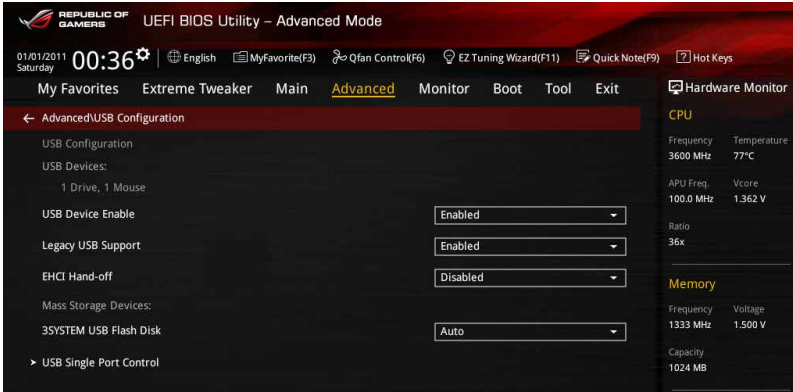 REPUBLIC OF
GAMERS
UEFI BIOS Utility – Advanced Mode
01/01/2011
Saturday
00:36
English
MyFavorite(F3)
Qfan Control(F6)
EZ Tuning Wizard(F11)
Quick Note(F9)
? Hot Keys
My Favorites
Extreme Tweaker
Main
Advanced
Monitor
Boot
Tool
Exit
Hardware Monitor
← Advanced\USB Configuration
USB Configuration
USB Devices:
1 Drive, 1 Mouse
USB Device Enable
Enabled
Legacy USB Support
Enabled
EHCI Hand-off
Disabled
Mass Storage Devices:
3SYSTEM USB Flash Disk
Auto
USB Single Port Control
CPU
Frequency Temperature
3600 MHz 77°C
APU Freq. Vcore
100.0 MHz 1.362 V
Ratio
36x
Memory
Frequency Voltage
1333 MHz 1.500 V
Capacity
1024 MB